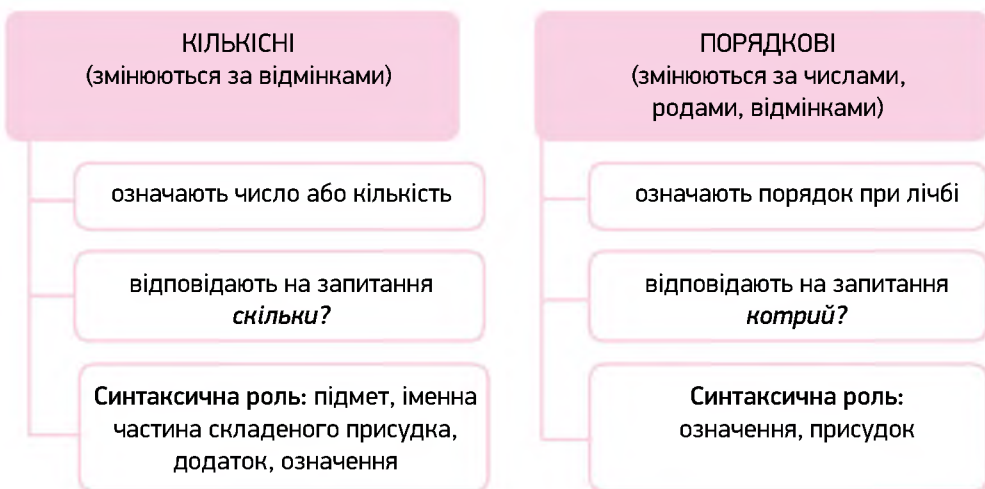 КІЛЬКІСНІ
(змінюються за відмінками)
означають число або кількість
відповідають на запитання
скільки?
Синтаксична роль: підмет, іменна
частина складеного присудка,
додаток, означення
ПОРЯДКОВІ
(змінюються за числами,
родами, відмінками)
означають порядок при лічбі
відповідають на запитання
котрий?
Синтаксична роль:
означення, присудок